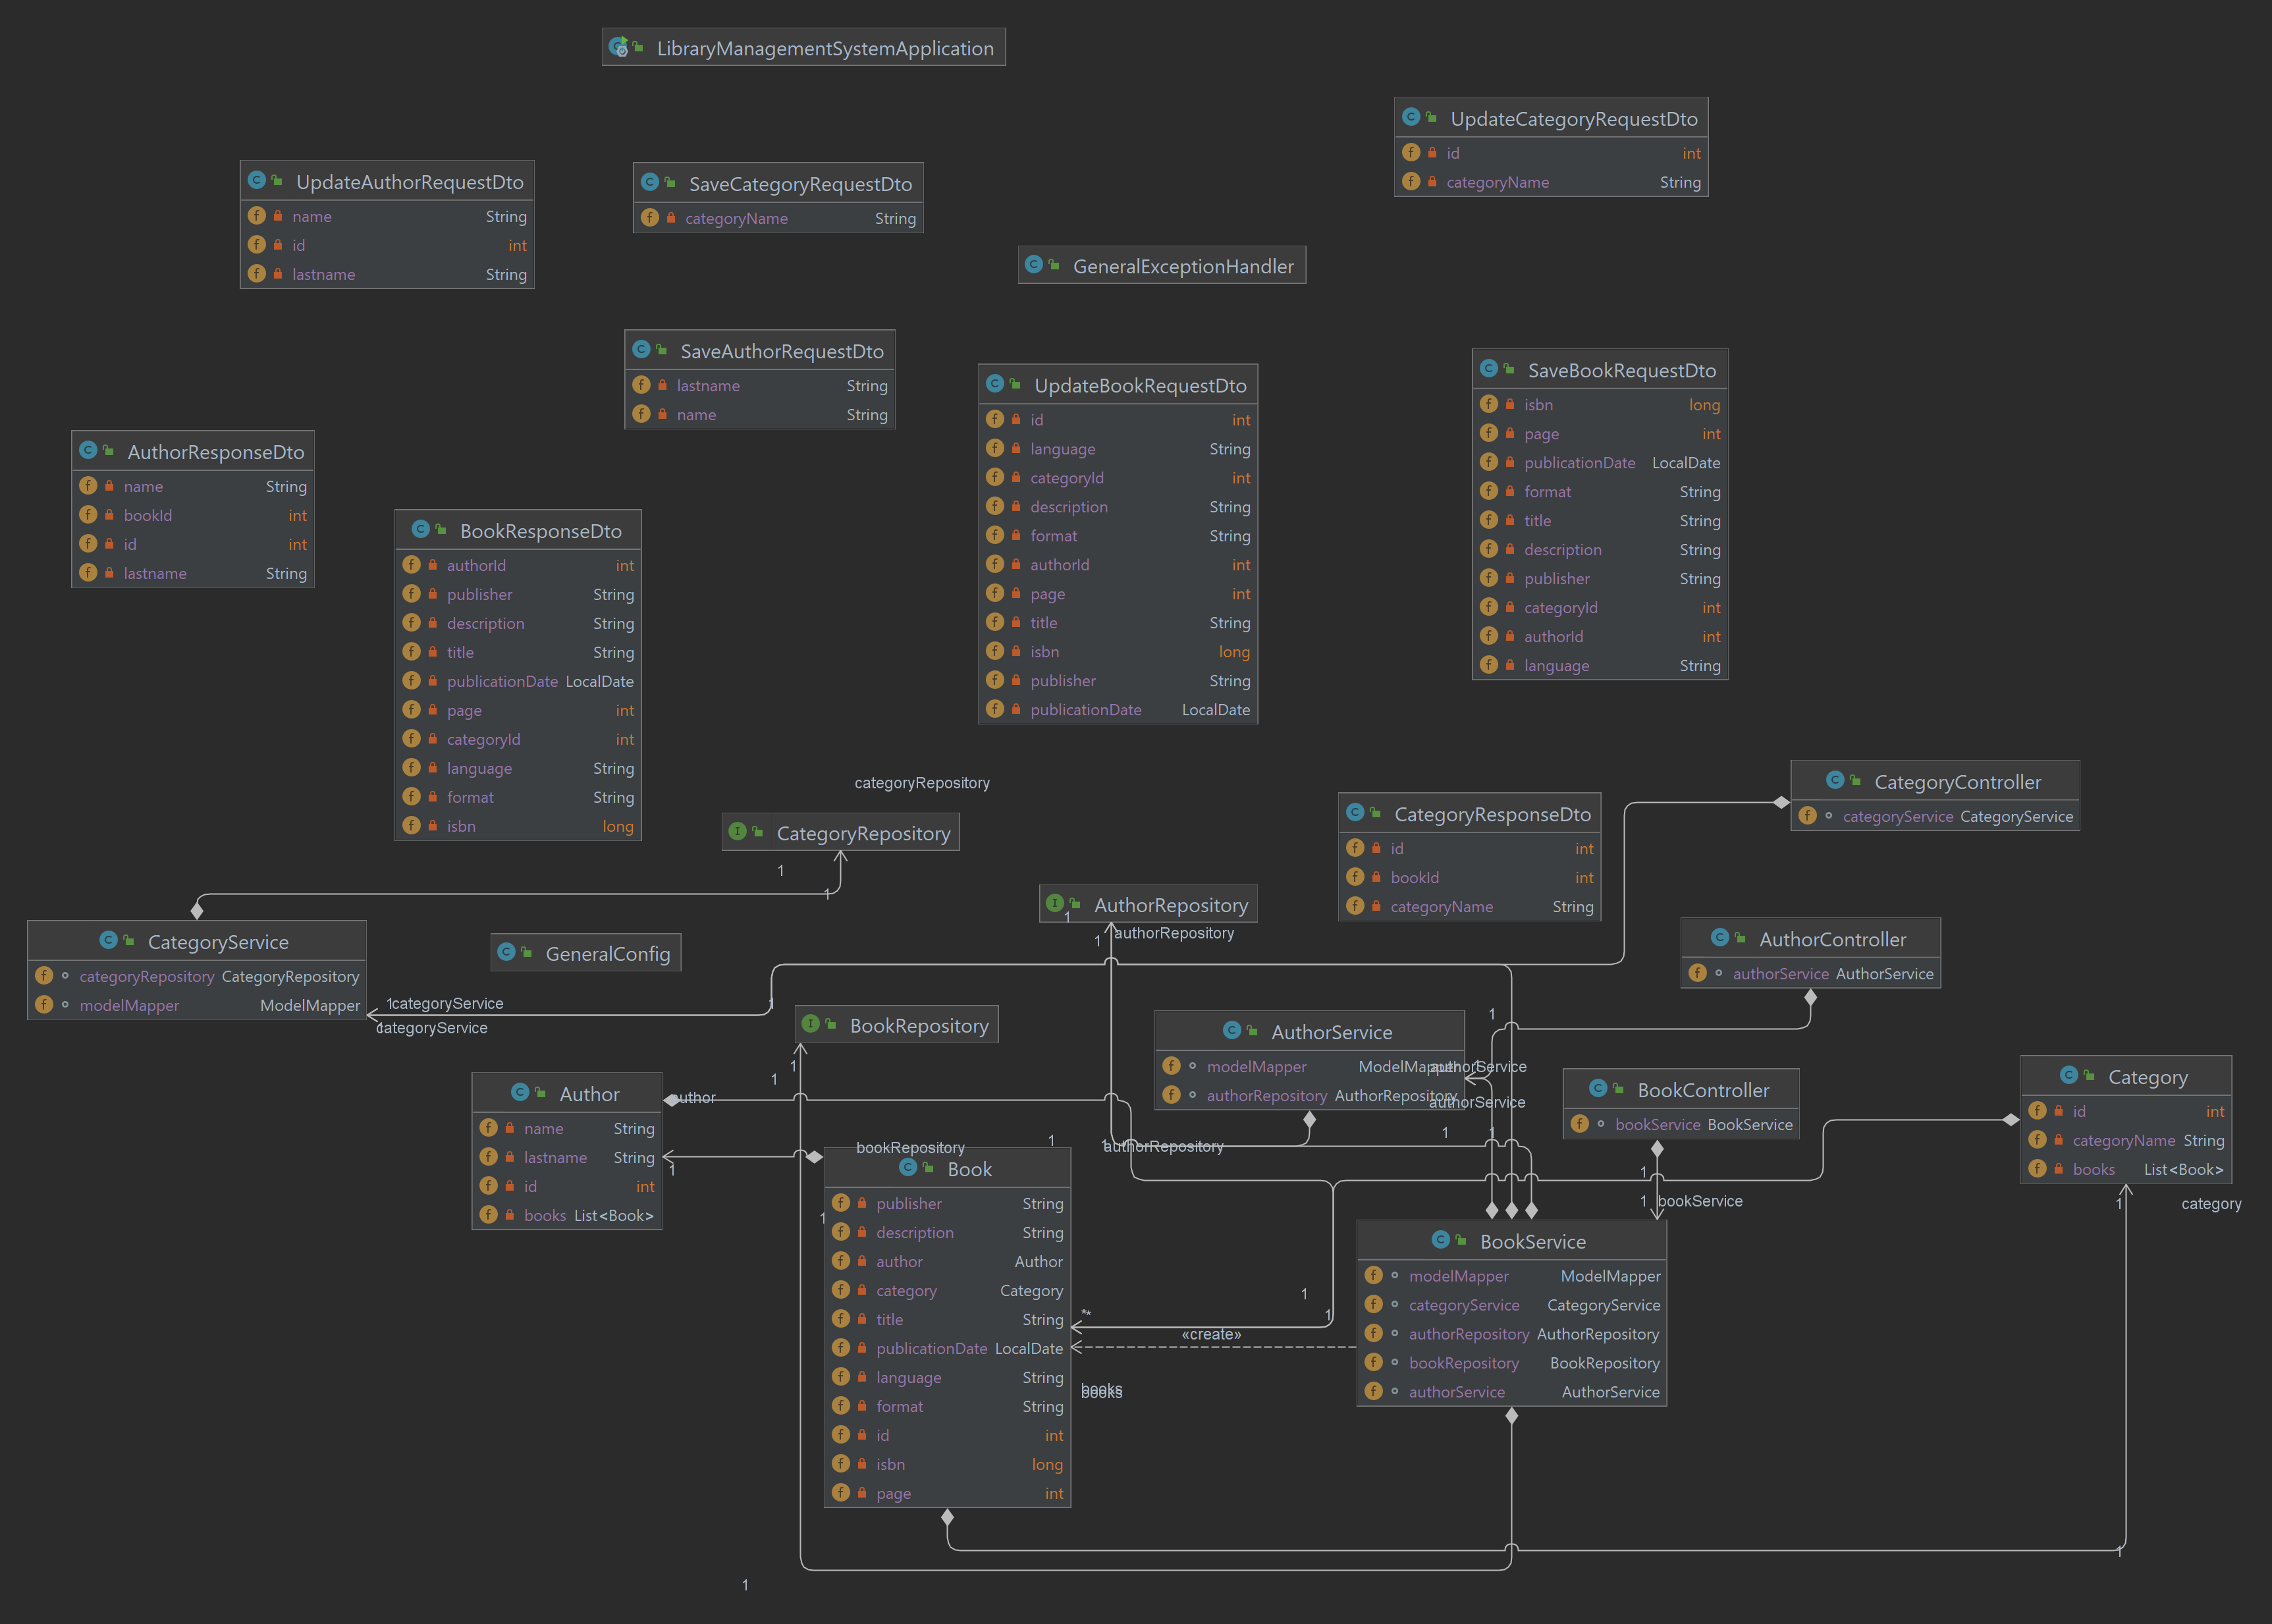 LibraryManagementSystemApplication
UpdateCategoryRequestDto
id int
categoryName String
UpdateAuthorRequestDto
name String
id int
lastname String
SaveCategoryRequestDto
categoryName String
GeneralExceptionHandler
SaveAuthorRequestDto
lastname String
name String
UpdateBookRequestDto
id int
language String
categoryId int
description String
format String
authorId int
page int
title String
isbn long
publisher String
publicationDate LocalDate
SaveBookRequestDto
isbn long
page int
publicationDate LocalDate
format String
title String
description String
publisher String
categoryId int
authorId int
language String
AuthorResponseDto
name String
bookId int
id int
lastname String
BookResponseDto
authorId int
publisher String
description String
title String
publicationDate LocalDate
page int
categoryId int
language String
format String
isbn long
categoryRepository
CategoryRepository
1
1
CategoryResponseDto
id int
bookId int
categoryName String
CategoryController
categoryService CategoryService
AuthorRepository
1
1
authorRepository
CategoryService
categoryRepository CategoryRepository
modelMapper ModelMapper
1
categoryService
1
categoryService
1
GeneralConfig
AuthorController
authorService AuthorService
1
BookRepository
1
1
AuthorService
modelMapper ModelMapper
authorRepository AuthorRepository
1
authorService
authorService
1
1
BookController
bookService BookService
1
1
bookService
Category
id int
categoryName String
books List<Book>
1
category
Author
name String
lastname String
id int
books List<Book>
author
1
bookRepository
1
1
authorRepository
1
Book
publisher String
description String
author Author
category Category
title String
publicationDate LocalDate
language String
format String
id int
isbn long
page int
**
1
1
«create»
books
books
BookService
modelMapper ModelMapper
categoryService CategoryService
authorRepository AuthorRepository
bookRepository BookRepository
authorService AuthorService
1
1